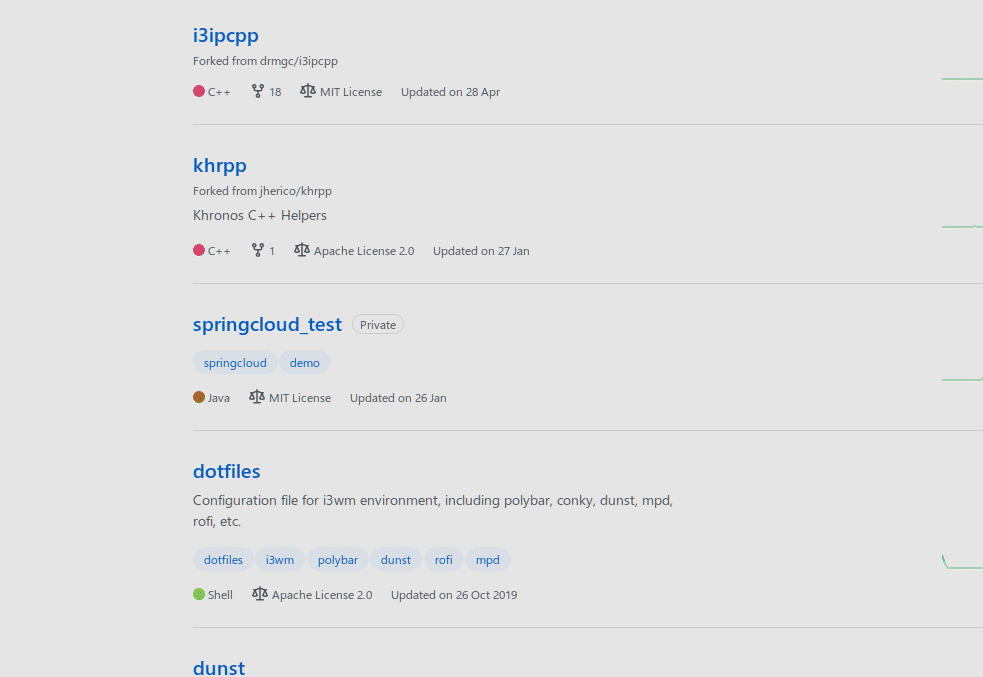 i3ipcpp
Forked from drmgc/i3ipcpp
C++ 18 MIT License Updated on 28 Apr
khrpp
Forked from jherico/khrpp
Khronos C++ Helpers
C++ 1 Apache License 2.0 Updated on 27 Jan
springcloud_test Private
springcloud demo
Java MIT License Updated on 26 Jan
dotfiles
Configuration file for i3wm environment, including polybar, conky, dunst, mpd,
rofi, etc.
dotfiles i3wm polybar dunst rofi mpd
Shell Apache License 2.0 Updated on 26 Oct 2019
dunst